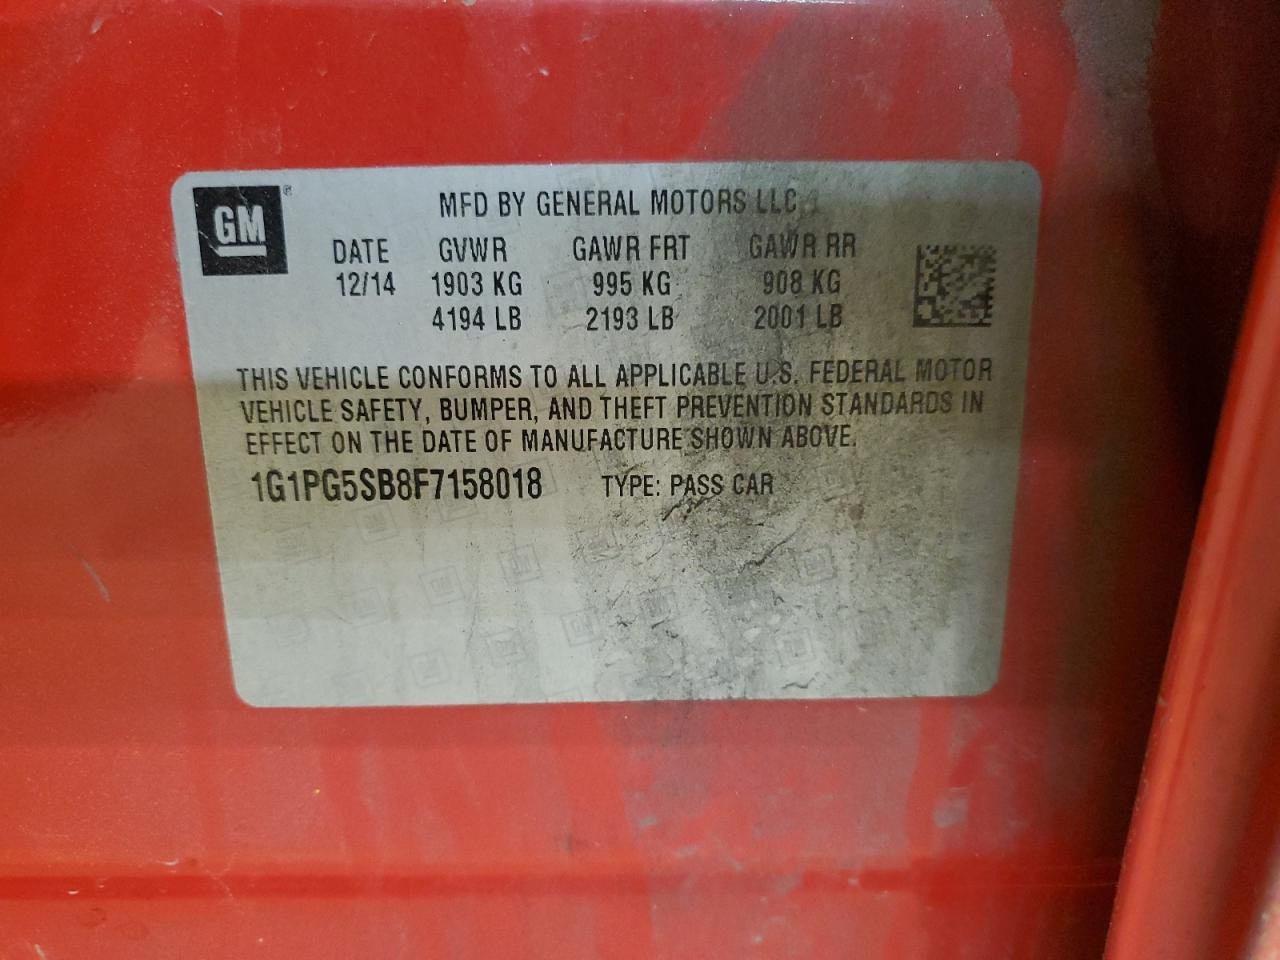 GM
MFD BY GENERAL MOTORS LLC
DATE GVWR GAWR FRT GAWR RR
12/14 1903 KG 995 KG 908 KG
4194 LB 2193 LB 2001 LB
THIS VEHICLE CONFORMS TO ALL APPLICABLE U.S. FEDERAL MOTOR
VEHICLE SAFETY, BUMPER, AND THEFT PREVENTION STANDARDS IN
EFFECT ON THE DATE OF MANUFACTURE SHOWN ABOVE.
1G1PG5SB8F7158018 TYPE: PASS CAR